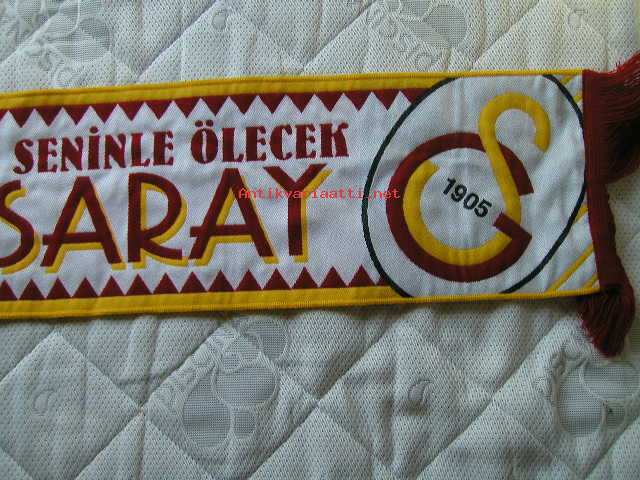 SENİNLE ÖLECEK
SARAY
1905
Antikvariaatti.net